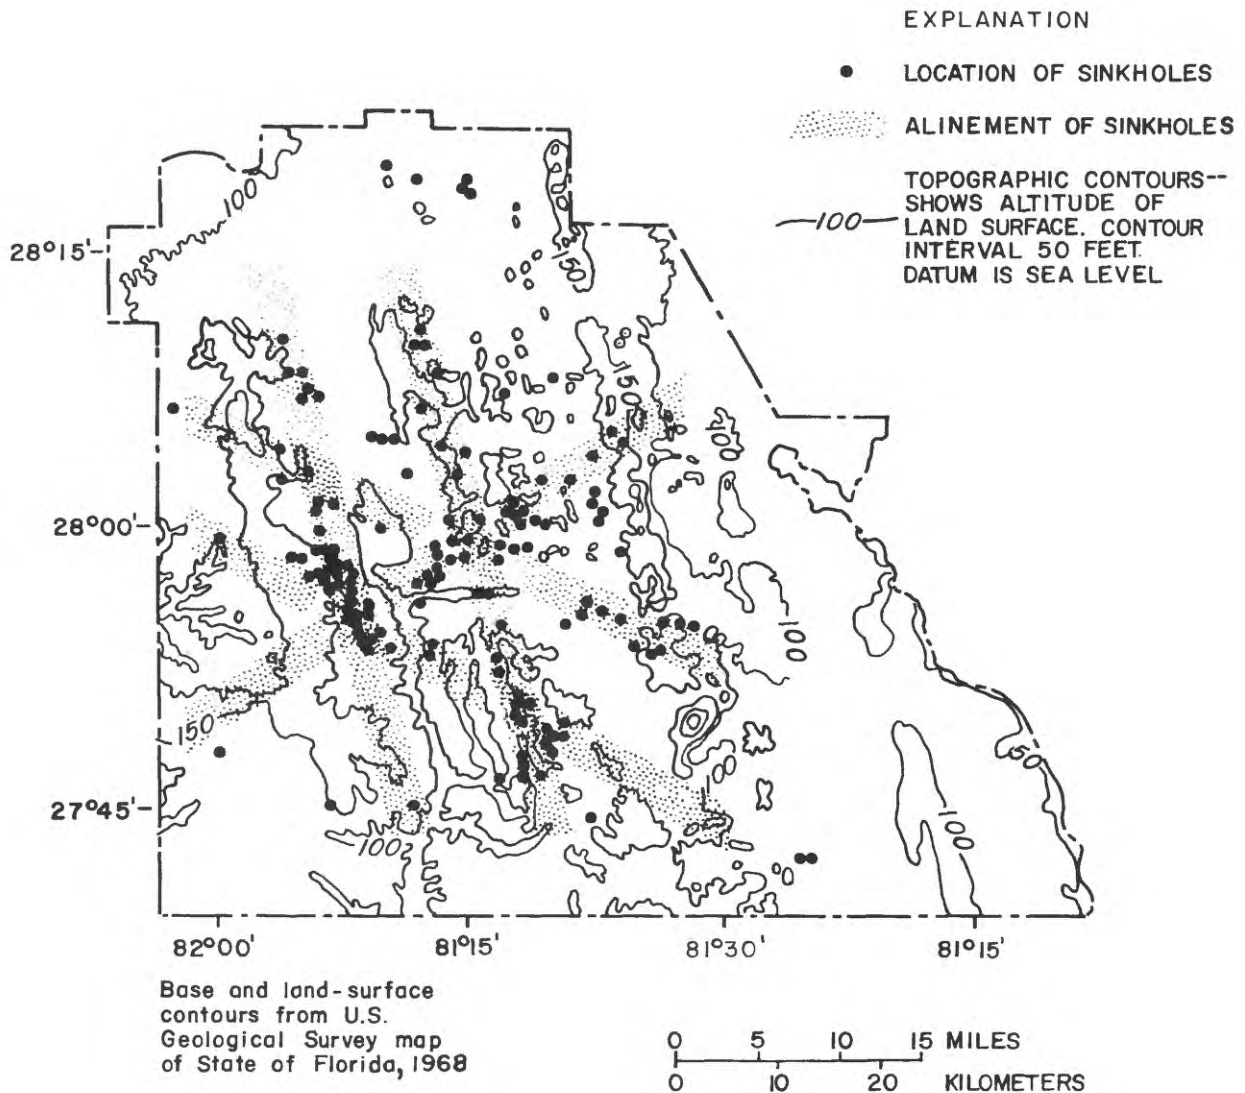 EXPLANATION
LOCATION OF SINKHOLES
ALINEMENT OF SINKHOLES
TOPOGRAPHIC CONTOURS--
SHOWS ALTITUDE OF
LAND SURFACE. CONTOUR
INTERVAL 50 FEET.
DATUM IS SEA LEVEL
100
100
150
28°15'
150
100
28°00'
100
150
50
27°45'
100
100
100
82°00'
81°15'
81°30'
81°15'
Base and land-surface
contours from U.S.
Geological Survey map
of State of Florida, 1968
0 5 10 15 MILES
0 10 20 KILOMETERS